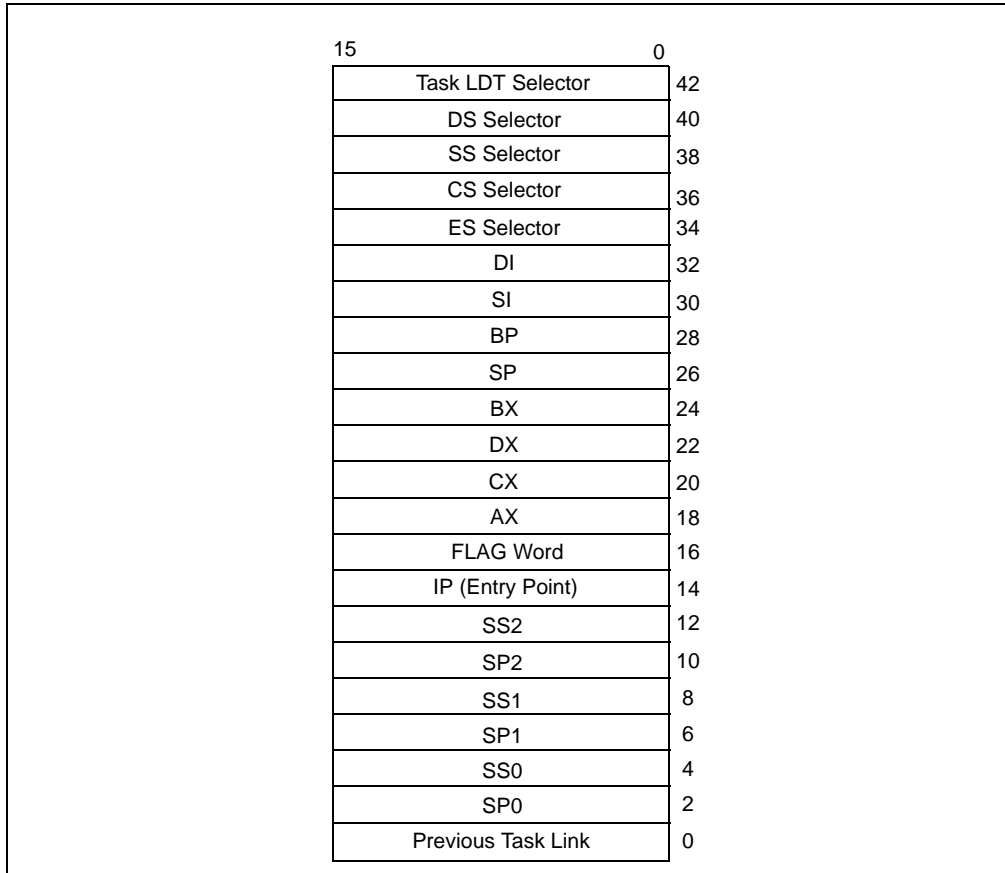 15 0
Task LDT Selector 42
DS Selector 40
SS Selector 38
CS Selector 36
ES Selector 34
DI 32
SI 30
BP 28
SP 26
BX 24
DX 22
CX 20
AX 18
FLAG Word 16
IP (Entry Point) 14
SS2 12
SP2 10
SS1 8
SP1 6
SS0 4
SP0 2
Previous Task Link 0